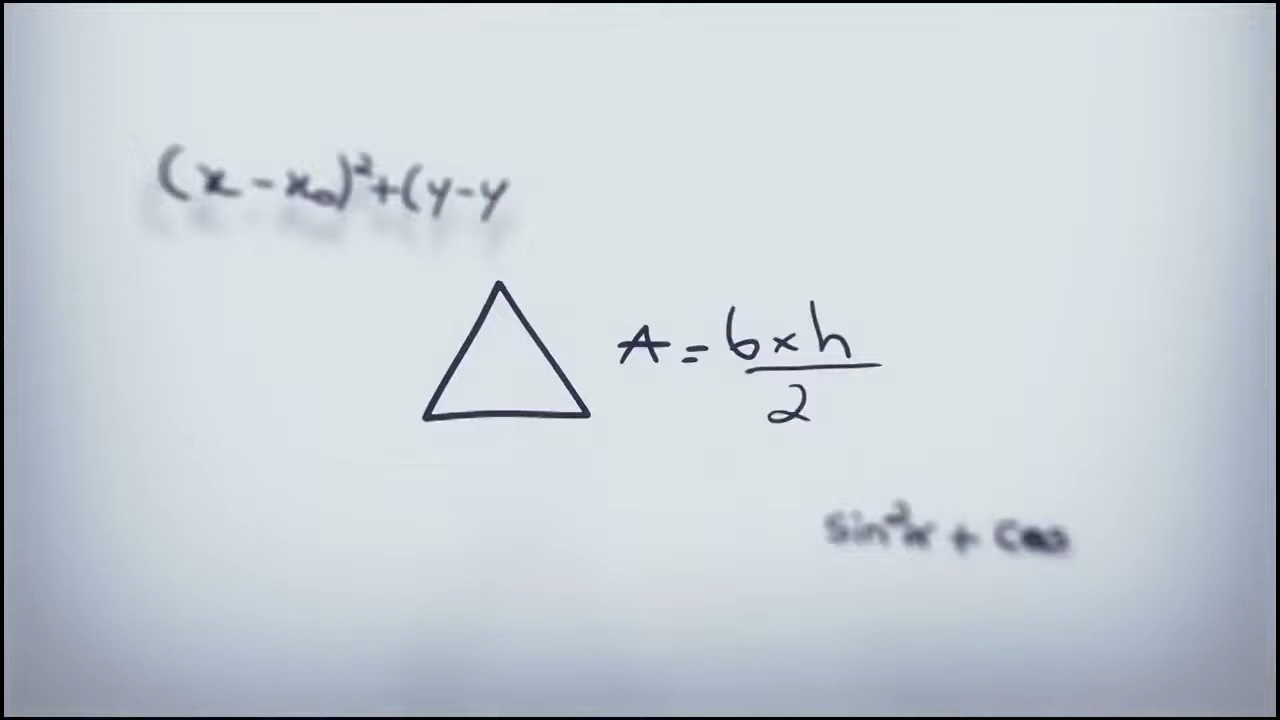 (x - x₀)² + (y - y
A = b × h / 2
sin²x + cos